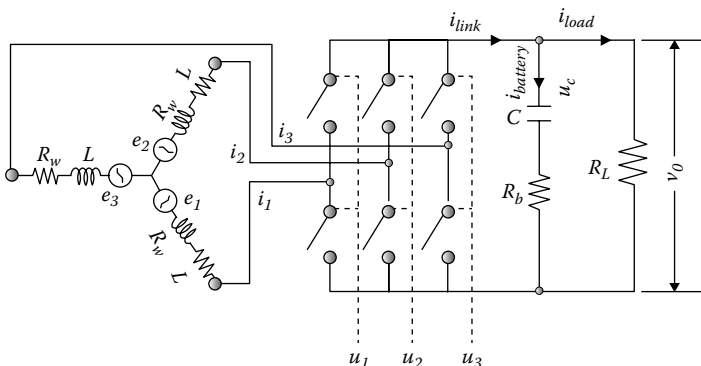 i_link
i_load
i_battery
u_c
C
R_b
R_L
v_0
L
R_w
e_2
R_w
L
e_3
e_1
R_w
L
i_3
i_2
i_1
u_1
u_2
u_3